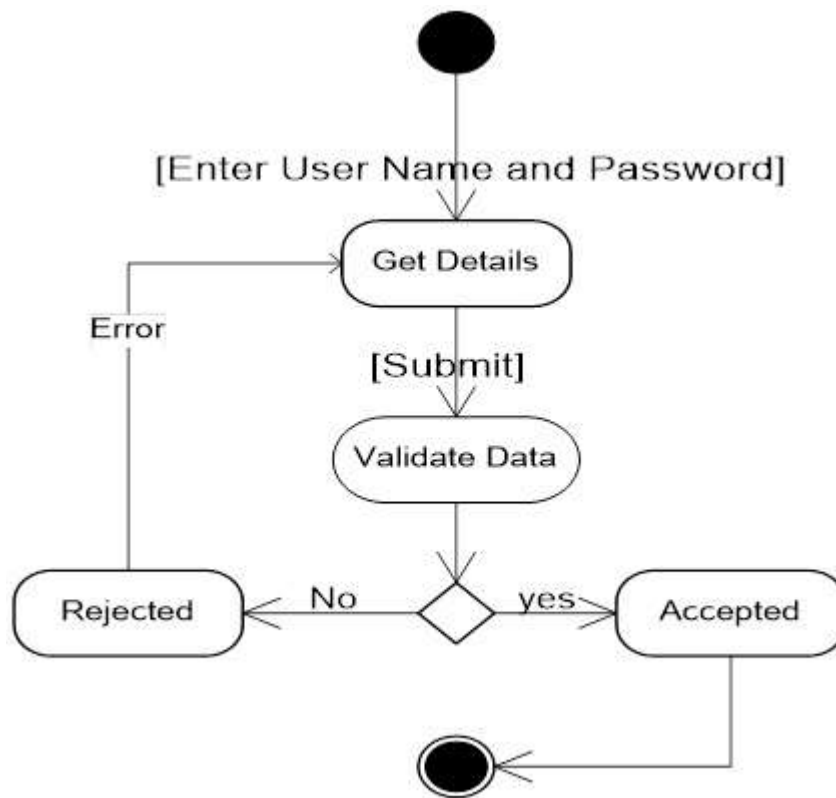 [Enter User Name and Password]
Get Details
Error
[Submit]
Validate Data
Rejected
No
yes
Accepted